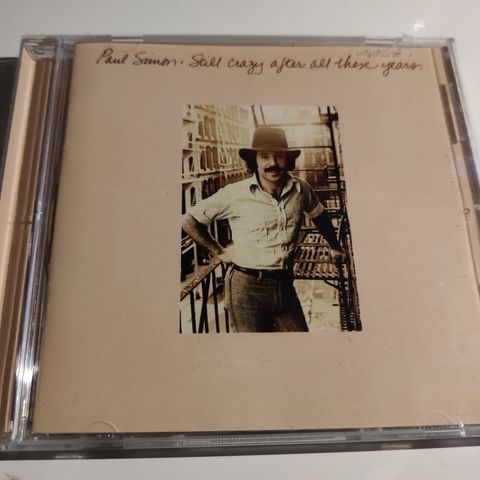 Paul Simon · Still crazy after all these years.